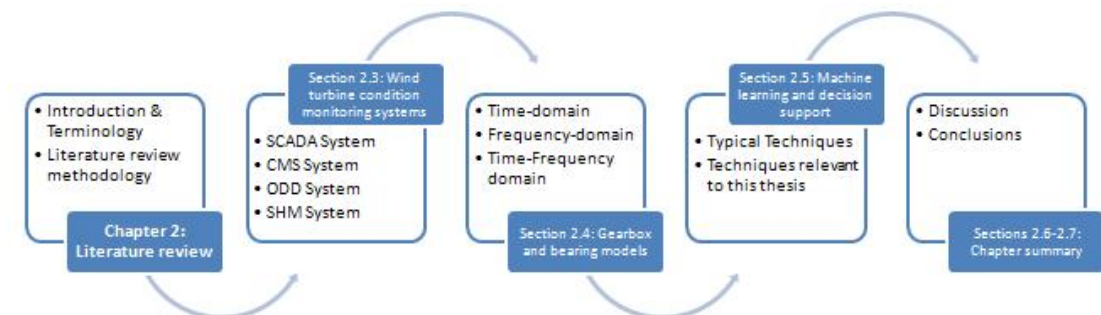 • Introduction &
Terminology
• Literature review
methodology
Chapter 2:
Literature review
Section 2.3: Wind
turbine condition
monitoring systems
• SCADA System
• CMS System
• ODD System
• SHM System
• Time-domain
• Frequency-domain
• Time-Frequency
domain
Section 2.4: Gearbox
and bearing models
Section 2.5: Machine
learning and decision
support
• Typical Techniques
• Techniques relevant
to this thesis
• Discussion
• Conclusions
Sections 2.6-2.7:
Chapter summary